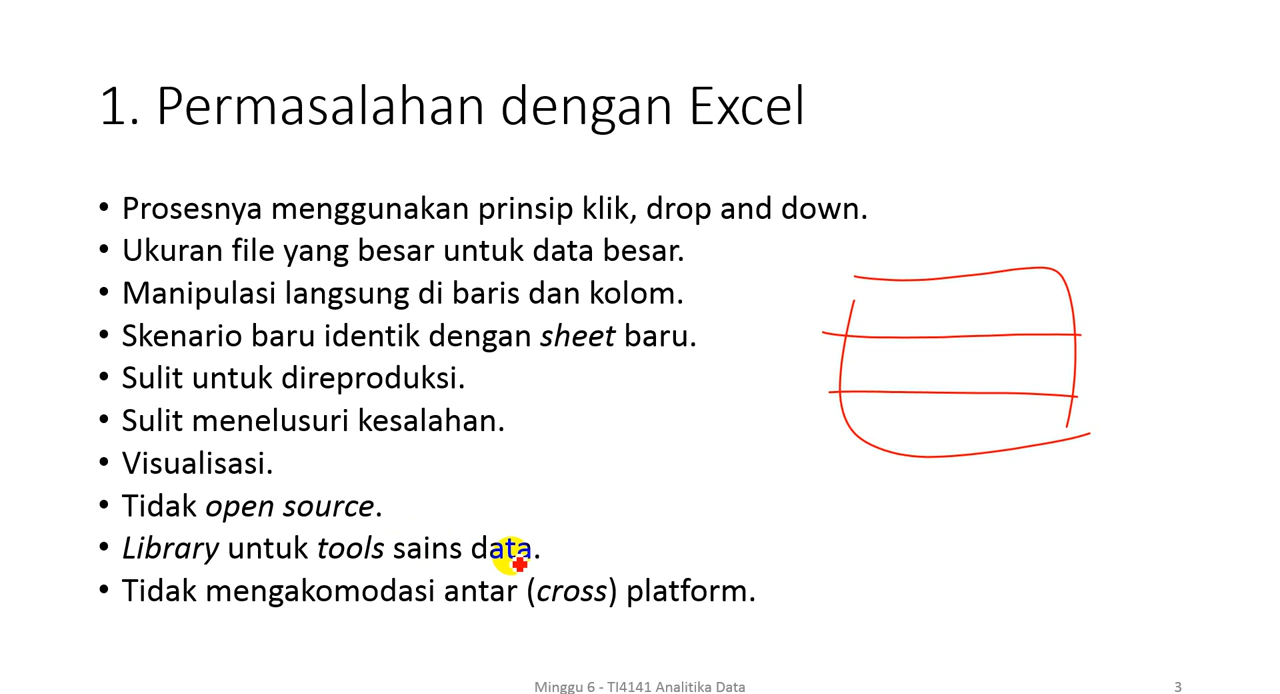 1. Permasalahan dengan Excel
• Prosesnya menggunakan prinsip klik, drop and down.
• Ukuran file yang besar untuk data besar.
• Manipulasi langsung di baris dan kolom.
• Skenario baru identik dengan sheet baru.
• Sulit untuk direproduksi.
• Sulit menelusuri kesalahan.
• Visualisasi.
• Tidak open source.
• Library untuk tools sains data.
• Tidak mengakomodasi antar (cross) platform.
Minggu 6 - TI4141 Analitika Data
3